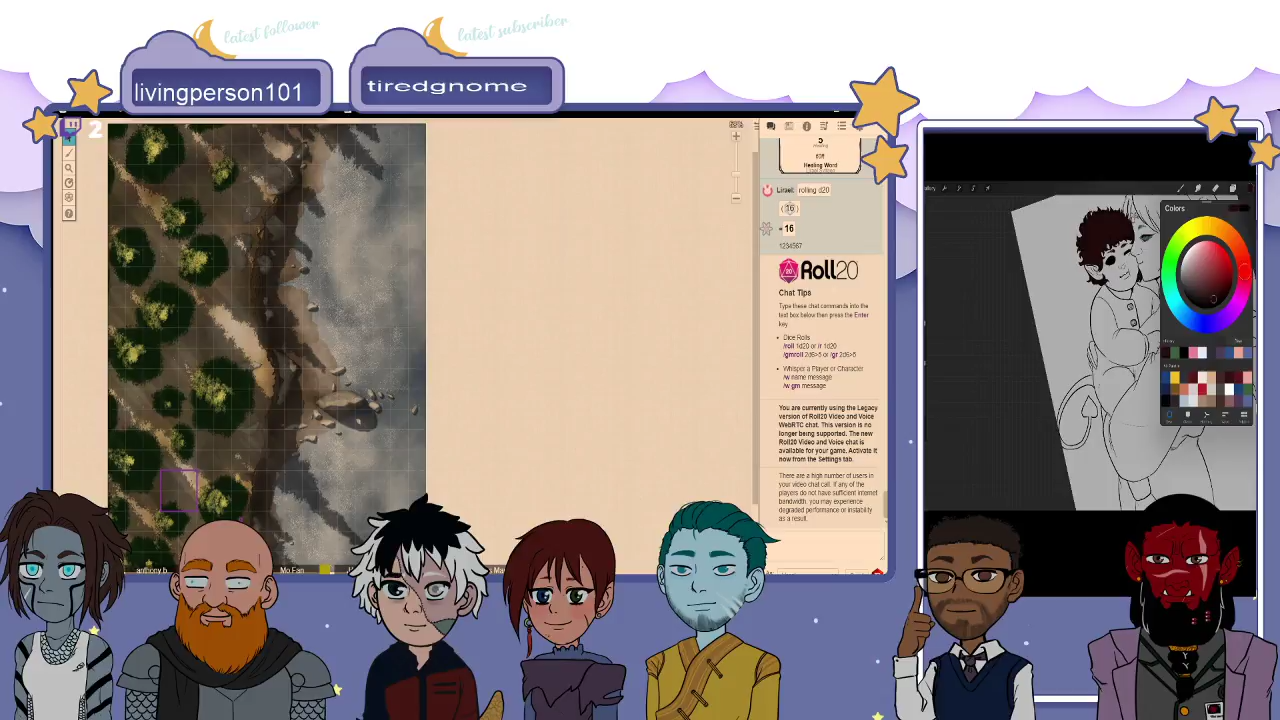 latest follower
latest subscriber
livingperson101
tiredgnome
2
5
Healing Word
Lirael: rolling d20
(16)
=16
1234567
Roll20
Chat Tips
Type these chat commands into the
text box below then press the Enter
key.
Dice Rolls
/roll 1d20 or /r 1d20
/gmroll 2d6>5 or /gr 2d6>5
Whisper a Player or Character
/w name message
/w gm message
You are currently using the Legacy
version of Roll20 Video and Voice
WebRTC chat. This version is no
longer being supported. The new
Roll20 Video and Voice chat is
available for your game. Activate it
now from the Settings tab.
There are a high number of users in
your video chat call. If any of the
players do not have sufficient internet
bandwidth, you may experience
degraded performance or instability
as a result.
Colors
anthony b...
Mo Fan